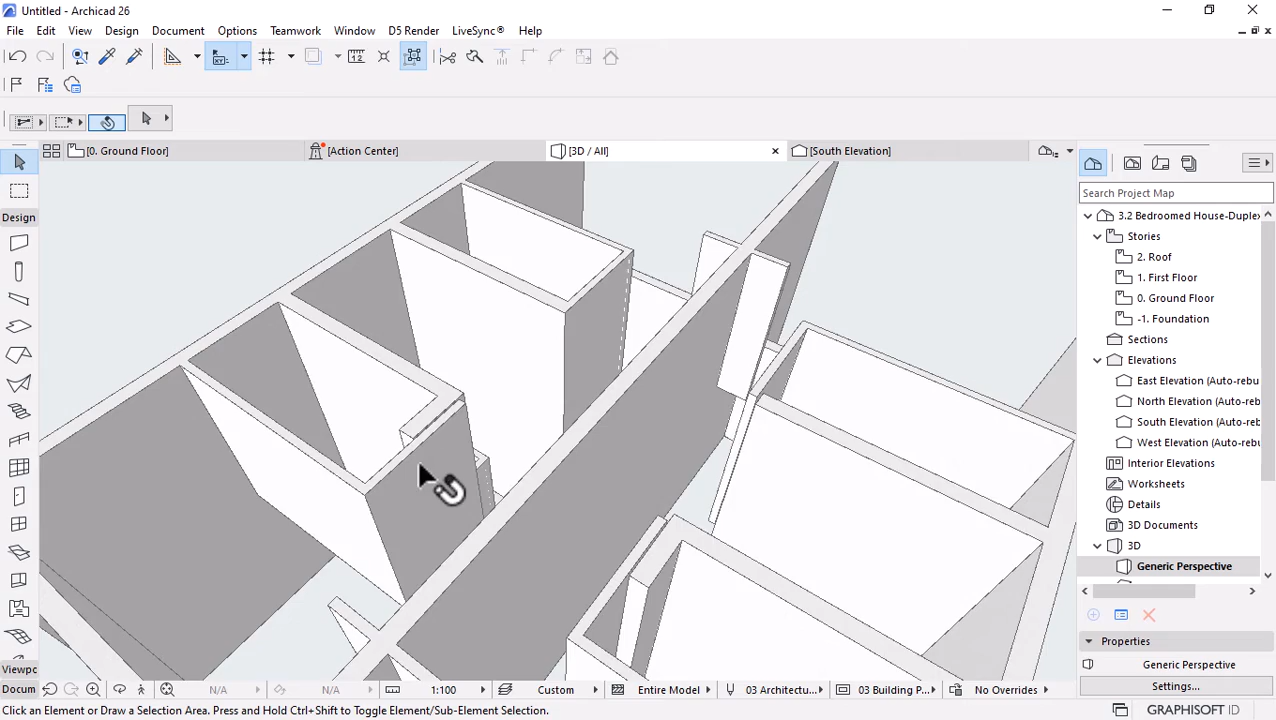 Untitled - Archicad 26
File Edit View Design Document Options Teamwork Window D5 Render LiveSync® Help
[0. Ground Floor] [Action Center] [3D / All] [South Elevation]
Design
Search Project Map
3.2 Bedroomed House-Duplex
Stories
2. Roof
1. First Floor
0. Ground Floor
-1. Foundation
Sections
Elevations
East Elevation (Auto-reb
North Elevation (Auto-reb
South Elevation (Auto-reb
West Elevation (Auto-rebu
Interior Elevations
Worksheets
Details
3D Documents
3D
Generic Perspective
Properties
Generic Perspective
Settings...
Viewpc
Docum
N/A N/A 1:100 Custom Entire Model 03 Architectu... 03 Building P... No Overrides
Click an Element or Draw a Selection Area. Press and Hold Ctrl+Shift to Toggle Element/Sub-Element Selection.
GRAPHISOFT ID